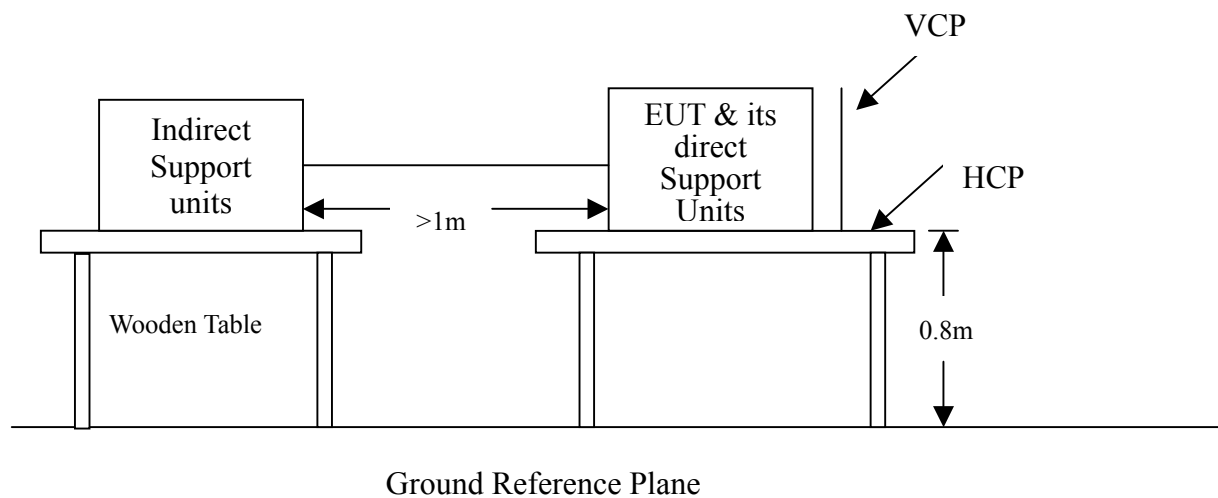 VCP
Indirect
Support
units
EUT & its
direct
Support
Units
HCP
>1m
Wooden Table
0.8m
Ground Reference Plane